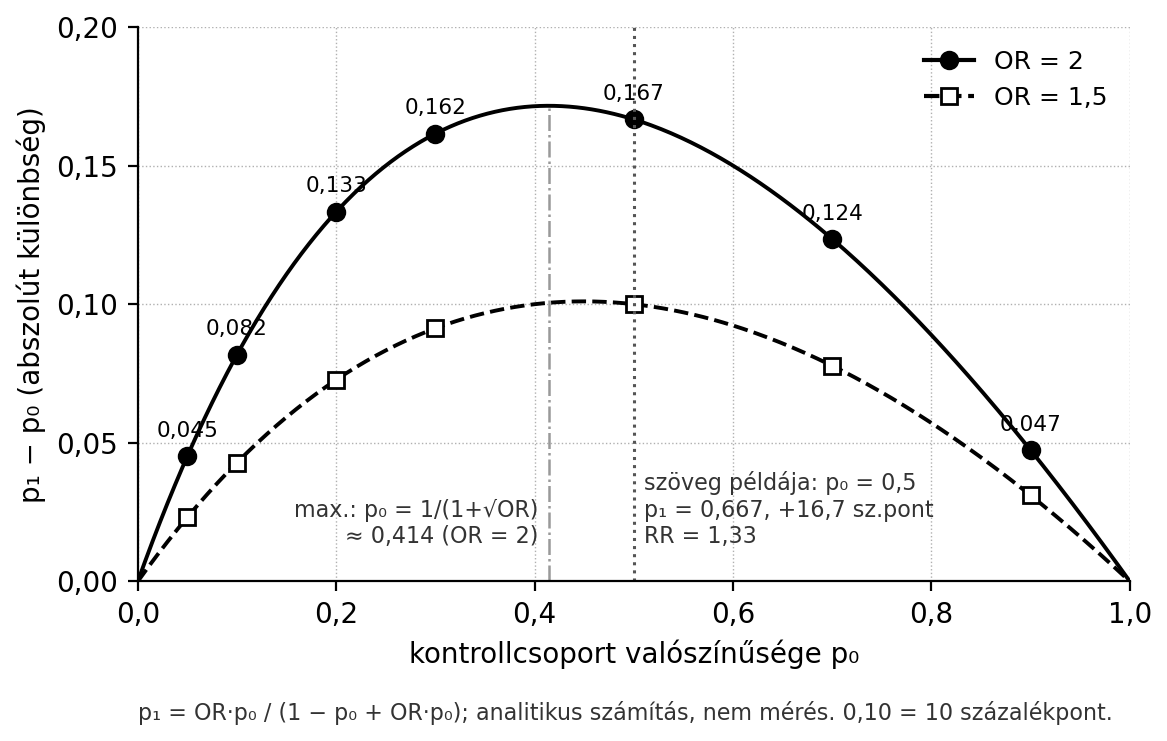 0,20
0,15
0,10
0,05
0,00
p₁ − p₀ (abszolút különbség)
OR = 2
OR = 1,5
0,045
0,082
0,133
0,162
0,167
0,124
0,047
max.: p₀ = 1/(1+√OR)
≈ 0,414 (OR = 2)
szöveg példája: p₀ = 0,5
p₁ = 0,667, +16,7 sz.pont
RR = 1,33
0,0 0,2 0,4 0,6 0,8 1,0
kontrollcsoport valószínűsége p₀
p₁ = OR·p₀ / (1 − p₀ + OR·p₀); analitikus számítás, nem mérés. 0,10 = 10 százalékpont.